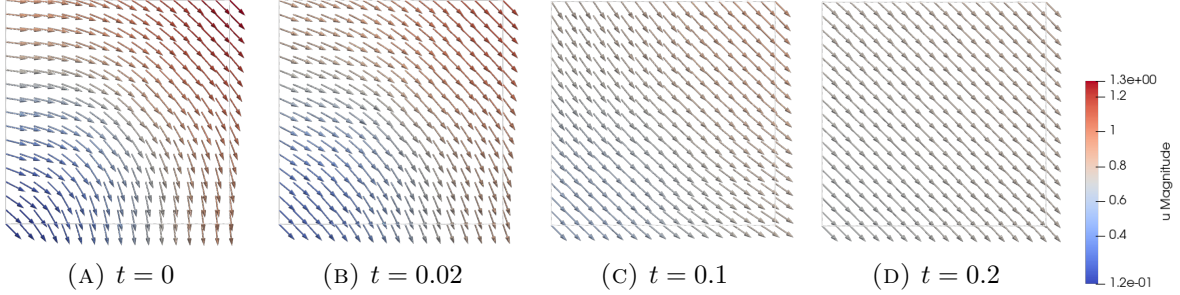 1.3e+00
1.2
1
0.8
0.6
0.4
1.2e-01
u Magnitude
(A) t = 0
(B) t = 0.02
(C) t = 0.1
(D) t = 0.2